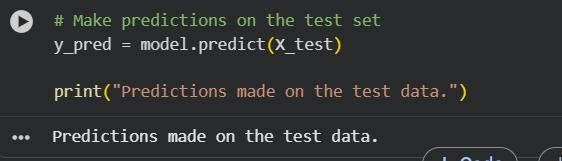 # Make predictions on the test set
y_pred = model.predict(X_test)
print("Predictions made on the test data.")
Predictions made on the test data.